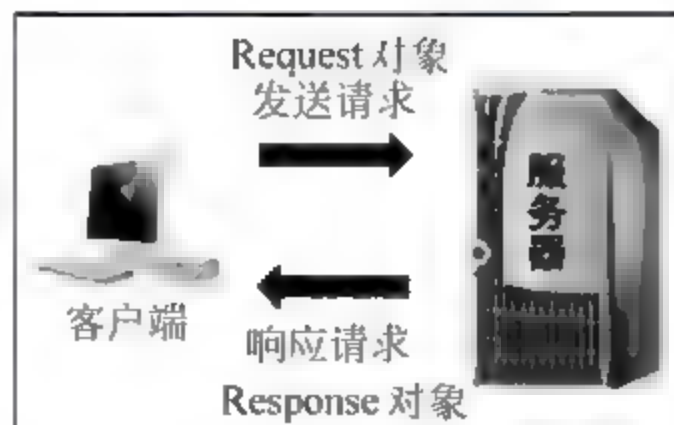 Request 对象
发送请求
服务器
客户端
响应请求
Response 对象